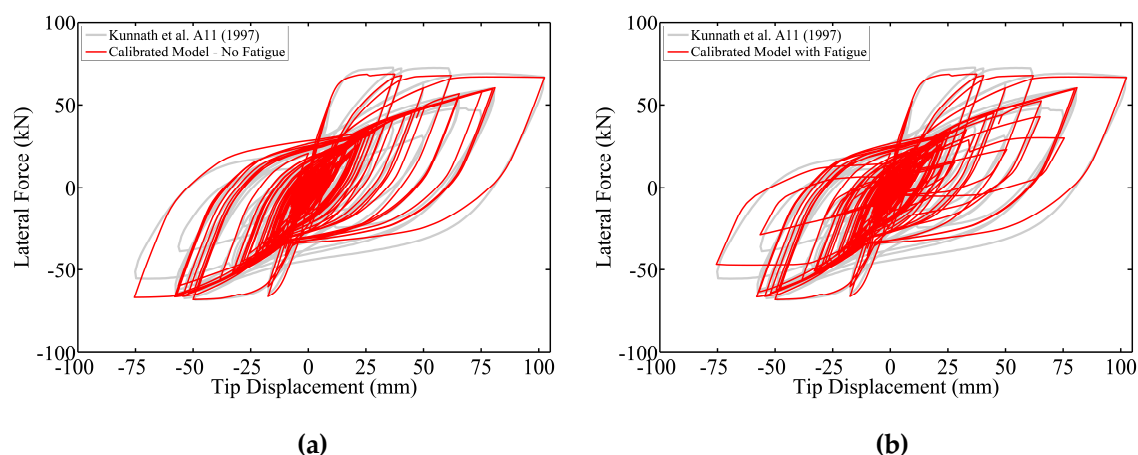 100
50
0
-50
-100
Lateral Force (kN)
Kunnath et al. A11 (1997)
Calibrated Model - No Fatigue
-100 -75 -50 -25 0 25 50 75 100
Tip Displacement (mm)
(a)
100
50
0
-50
-100
Lateral Force (kN)
Kunnath et al. A11 (1997)
Calibrated Model with Fatigue
-100 -75 -50 -25 0 25 50 75 100
Tip Displacement (mm)
(b)